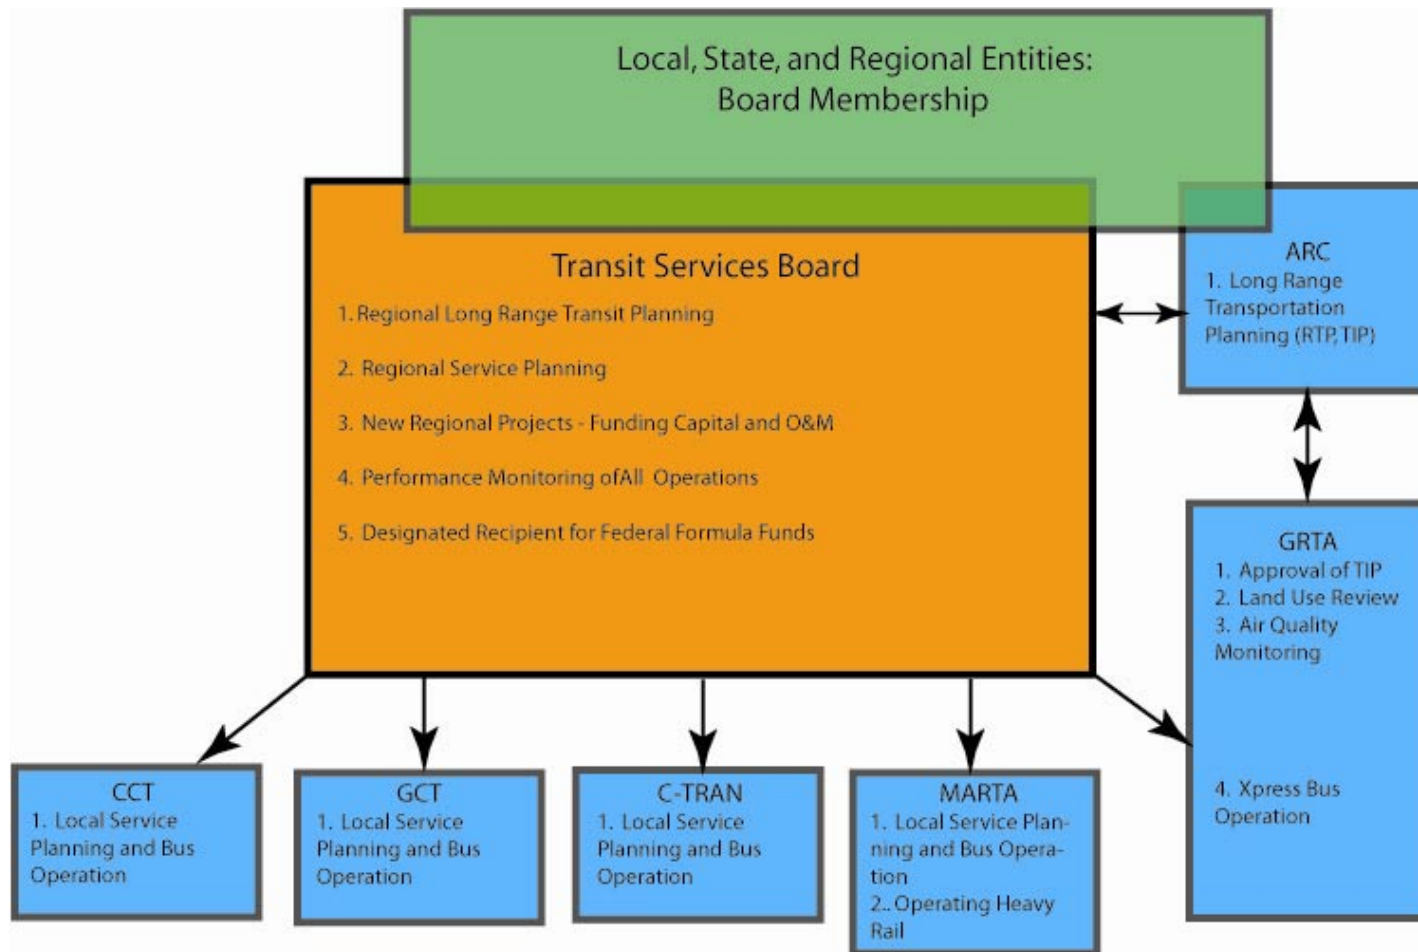 Local, State, and Regional Entities:
Board Membership
Transit Services Board
1. Regional Long Range Transit Planning
2. Regional Service Planning
3. New Regional Projects - Funding Capital and O&M
4. Performance Monitoring ofAll Operations
5. Designated Recipient for Federal Formula Funds
ARC
1. Long Range
Transportation
Planning (RTP, TIP)
GRTA
1. Approval of TIP
2. Land Use Review
3. Air Quality
Monitoring
4. Xpress Bus
Operation
CCT
1. Local Service
Planning and Bus
Operation
GCT
1. Local Service
Planning and Bus
Operation
C-TRAN
1. Local Service
Planning and Bus
Operation
MARTA
1. Local Service Plan-
ning and Bus Opera-
tion
2.. Operating Heavy
Rail